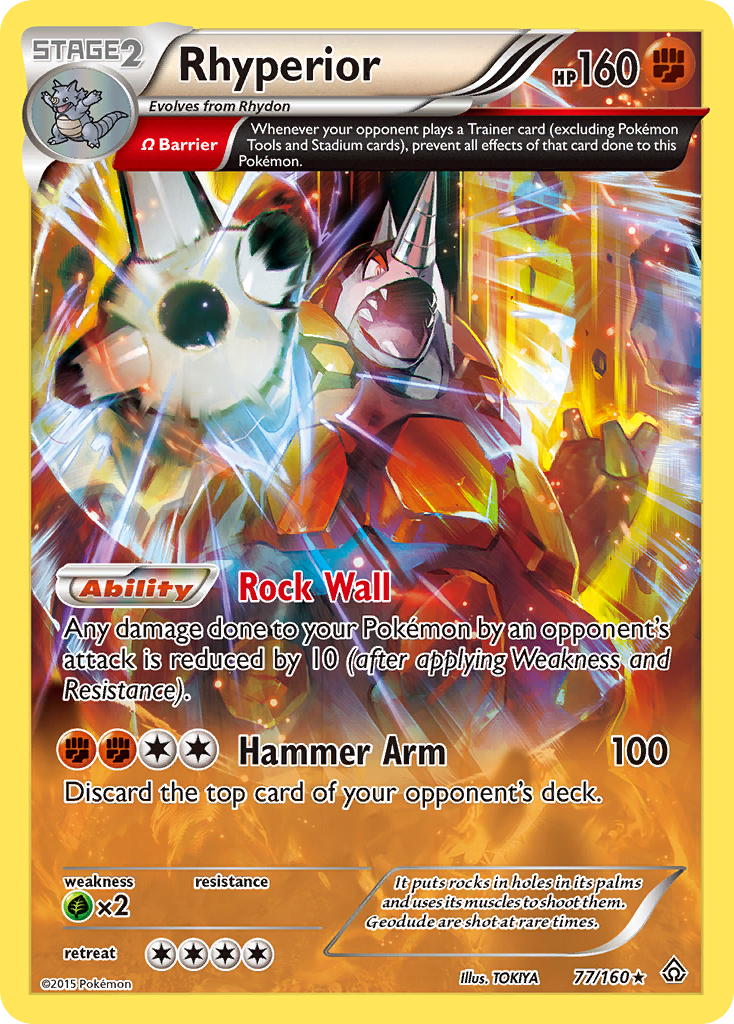 STAGE2
Rhyperior
HP160
Evolves from Rhydon
Ω Barrier
Whenever your opponent plays a Trainer card (excluding Pokémon
Tools and Stadium cards), prevent all effects of that card done to this
Pokémon.
Ability
Rock Wall
Any damage done to your Pokémon by an opponent's
attack is reduced by 10 (after applying Weakness and
Resistance).
Hammer Arm 100
Discard the top card of your opponent's deck.
weakness resistance
×2
It puts rocks in holes in its palms
and uses its muscles to shoot them.
Geodude are shot at rare times.
retreat
©2015 Pokémon
Illus. TOKIYA
77/160★